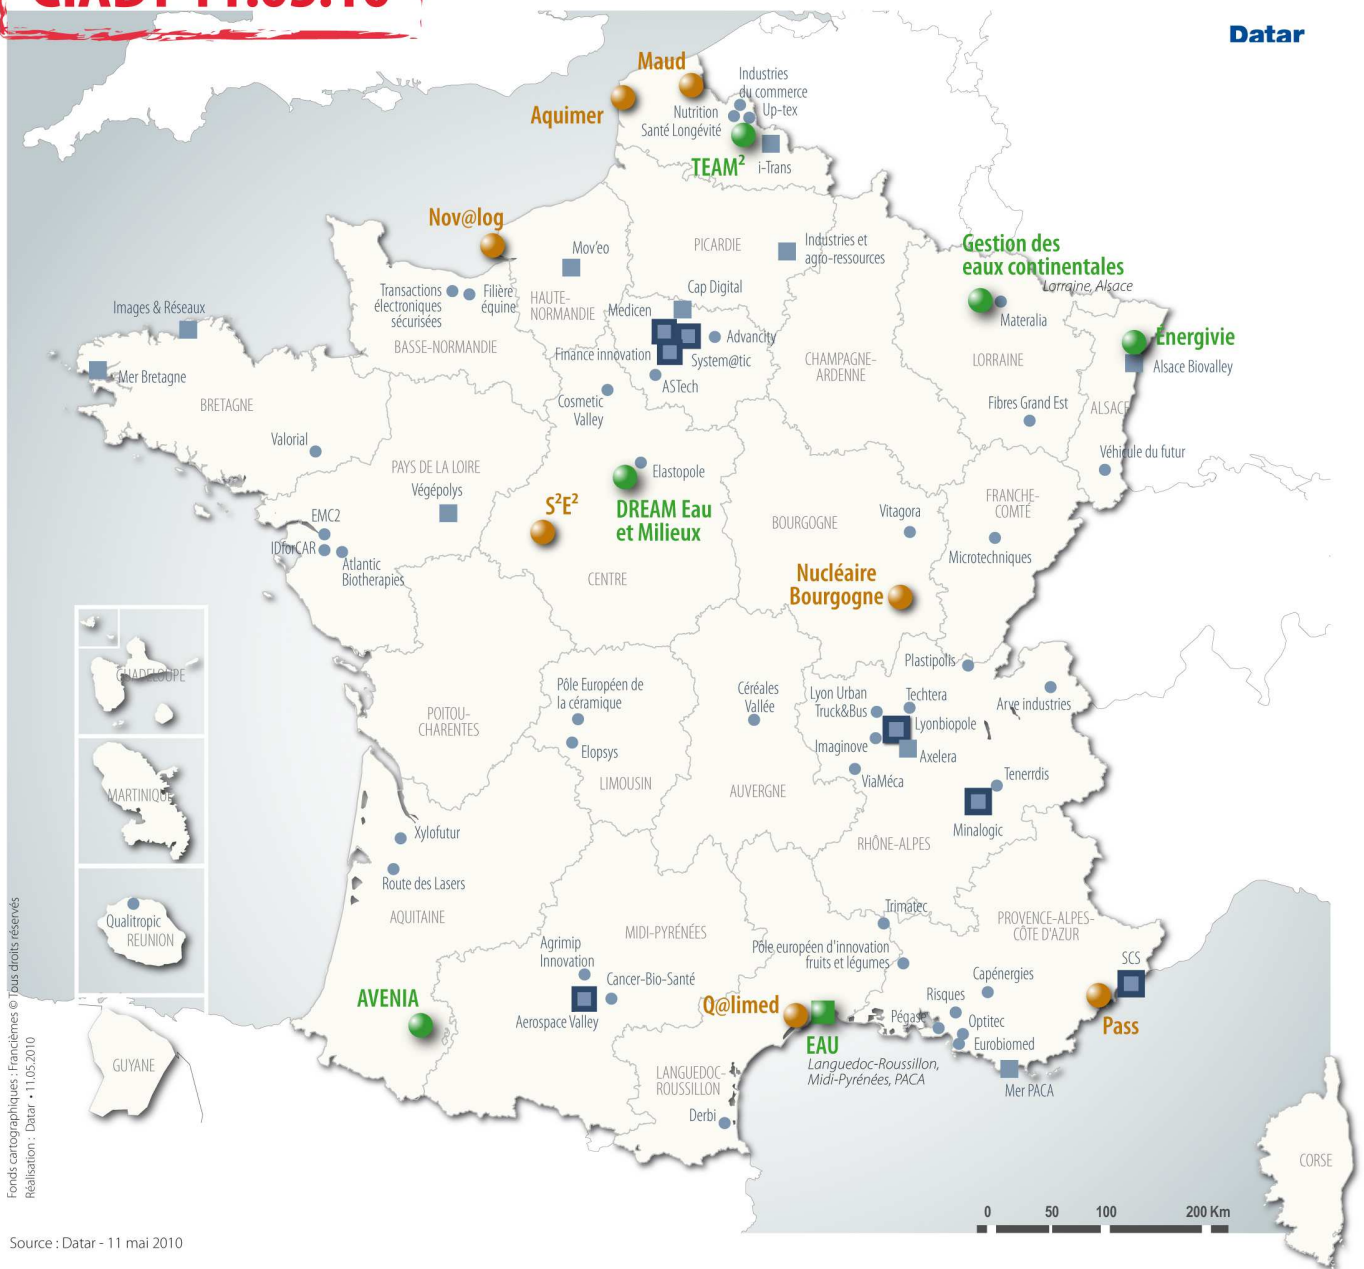 CIADT 11.05.10
Datar
Maud
Aquimer
Industries
du commerce
Up-tex
Nutrition
Santé Longévité
TEAM²
i-Trans
Nov@log
Mov'eo
PICARDIE
Industries et
agro-ressources
Gestion des
eaux continentales
Lorraine, Alsace
Materalia
Transactions
électroniques
sécurisées
Filière
équine
HAUTE-
NORMANDIE
BASSE-NORMANDIE
Cap Digital
Medicen
Advancity
Finance innovation
System@tic
ASTech
Cosmetic
Valley
CHAMPAGNE-
ARDENNE
LORRAINE
Energivie
Alsace Biovalley
ALSACE
Fibres Grand Est
Véhicule du futur
Images & Réseaux
Mer Bretagne
BRETAGNE
Valorial
PAYS DE LA LOIRE
Végépolys
EMC2
IDforCAR
Atlantic
Biotherapies
Elastopole
S²E²
DREAM Eau
et Milieux
CENTRE
BOURGOGNE
Vitagora
FRANCHE-
COMTÉ
Microtechniques
Nucléaire
Bourgogne
GUADELOUPE
MARTINIQUE
Qualitropic
REUNION
GUYANE
POITOU-
CHARENTES
Pôle Européen de
la céramique
Elopsys
LIMOUSIN
Céréales
Vallée
AUVERGNE
Plastipolis
Lyon Urban
Truck&Bus
Techtera
Lyonbiopole
Imaginove
Axelera
ViaMéca
Arve industries
Tenerrdis
Minalogic
RHÔNE-ALPES
Xylofutur
Route des Lasers
AQUITAINE
MIDI-PYRÉNÉES
Agrimip
Innovation
Cancer-Bio-Santé
Aerospace Valley
AVENIA
Trimatec
Pôle européen d'innovation
fruits et légumes
PROVENCE-ALPES-
CÔTE D'AZUR
SCS
Capénergies
Risques
Pégase
Optitec
Eurobiomed
Pass
Mer PACA
Q@limed
EAU
Languedoc-Roussillon,
Midi-Pyrénées, PACA
LANGUEDOC-
ROUSSILLON
Derbi
CORSE
0 50 100 200 Km
Fonds cartographiques : Francièmes © Tous droits réservés
Réalisation : Datar • 11.05.2010
Source : Datar - 11 mai 2010